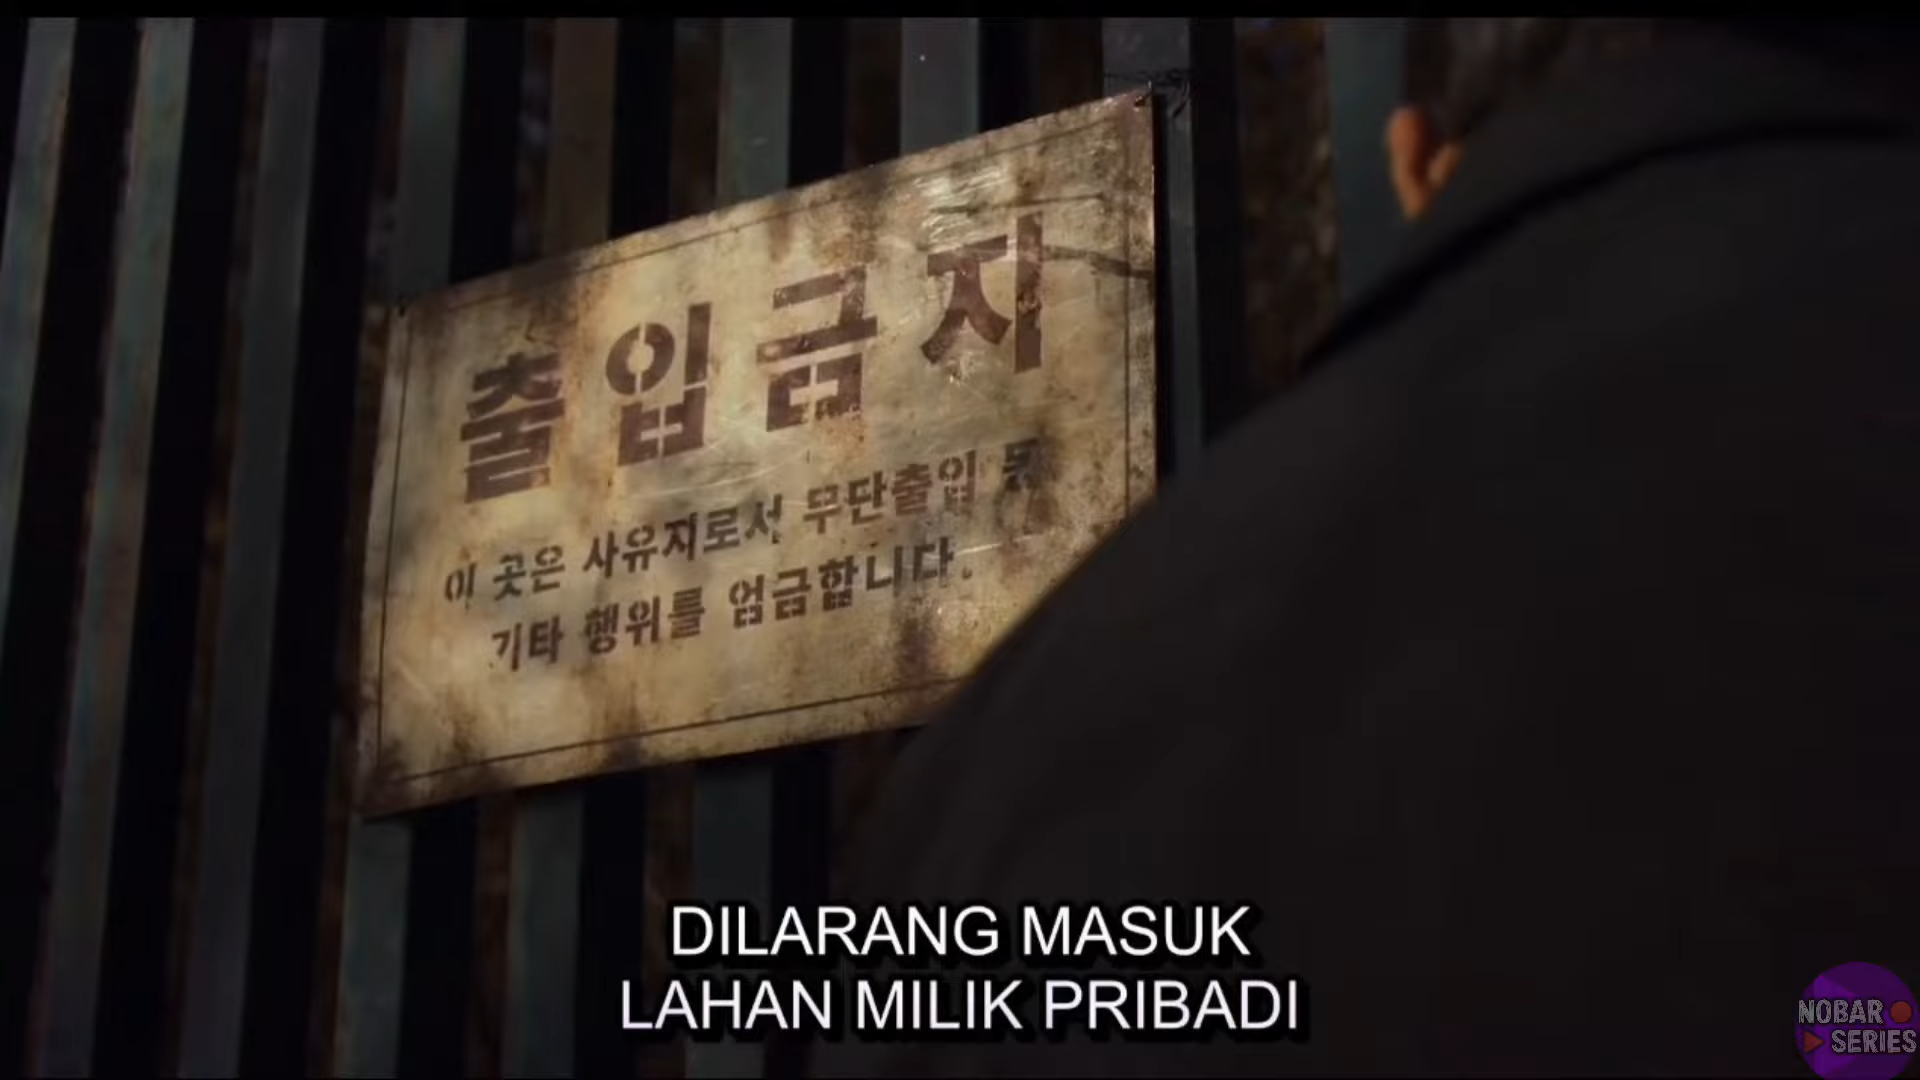 출입금지
이 곳은 사유지로서 무단출입 등
기타 행위를 엄금합니다.
DILARANG MASUK
LAHAN MILIK PRIBADI
NOBAR
SERIES